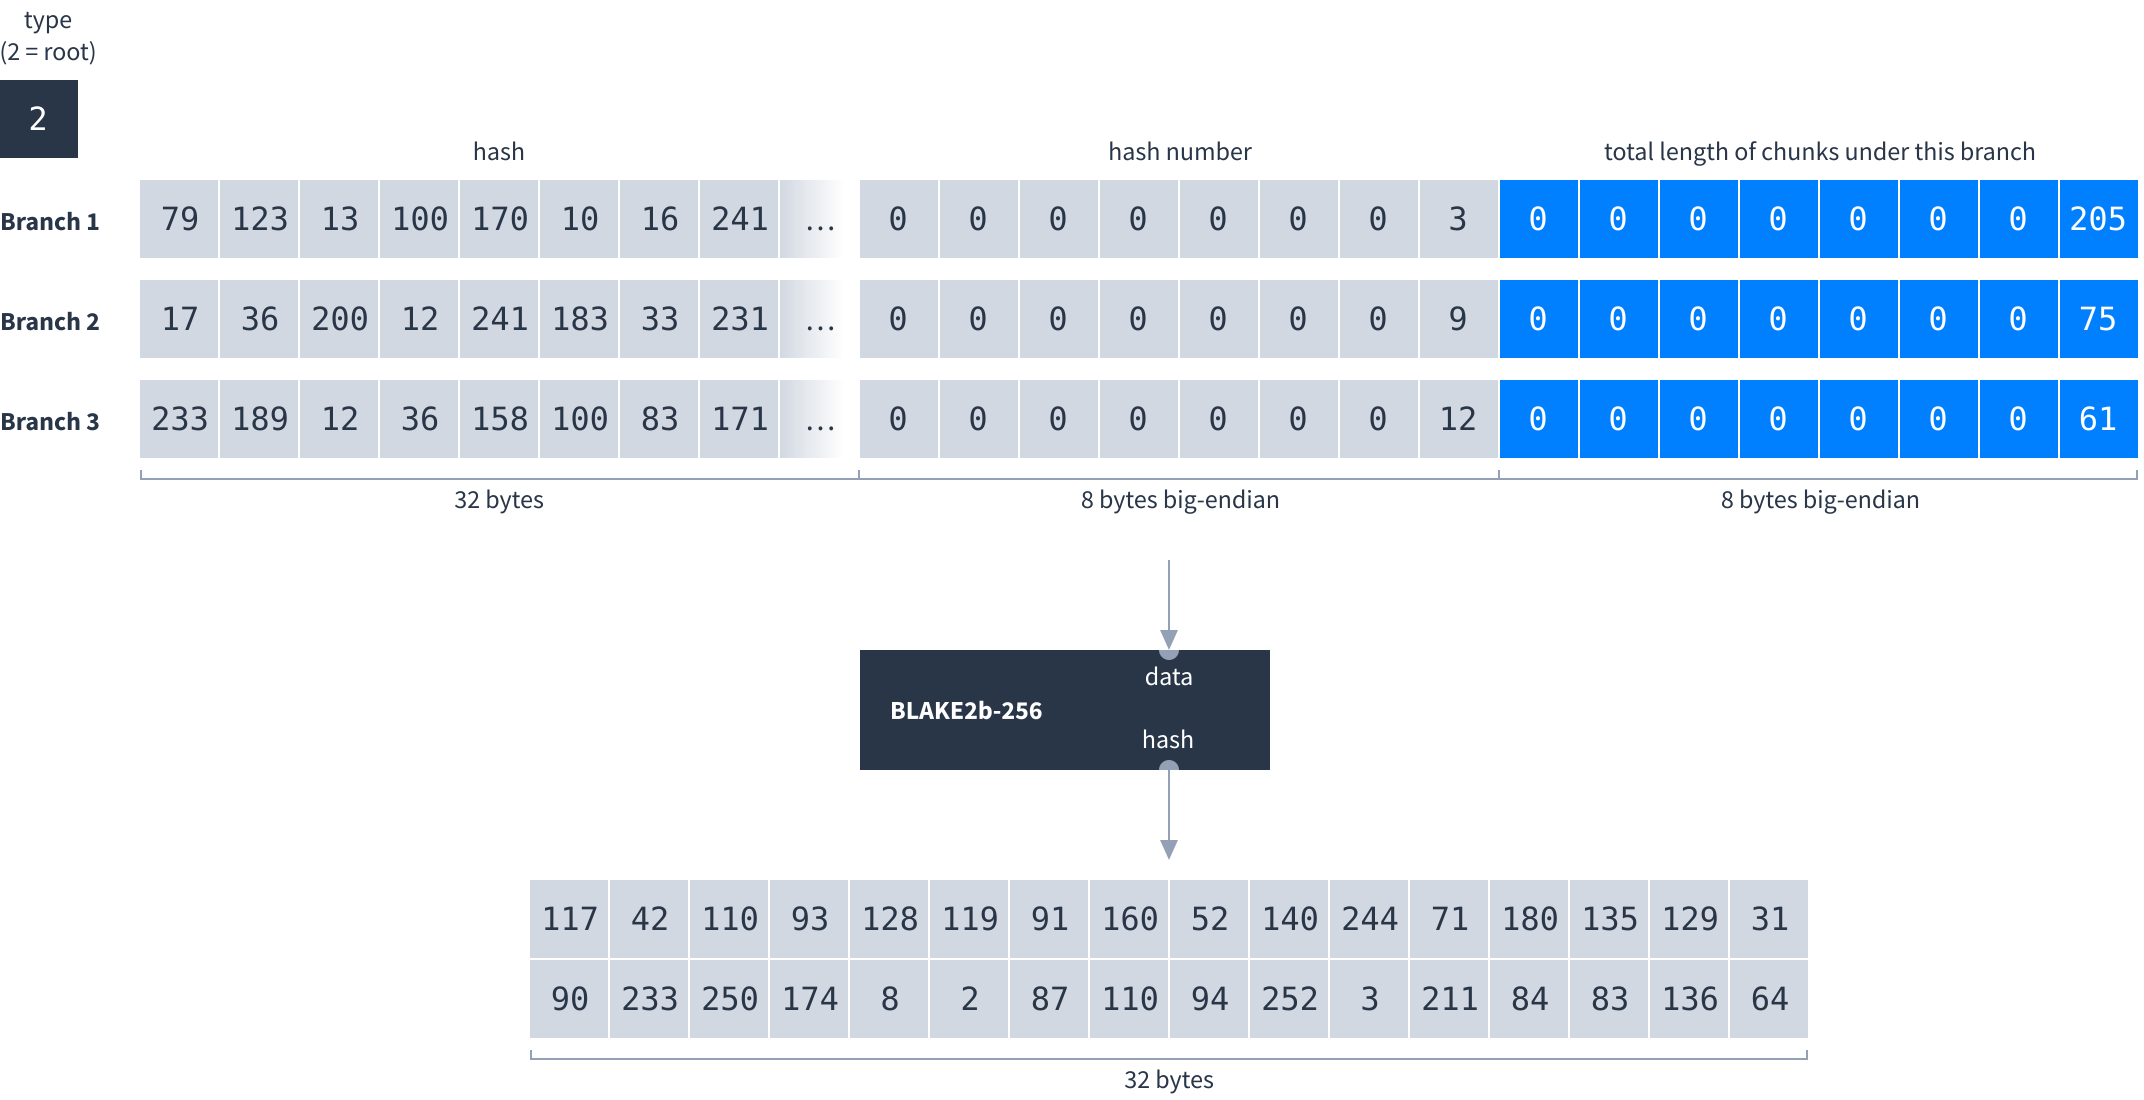 type
(2 = root)
2
hash hash number total length of chunks under this branch
Branch 1 79 123 13 100 170 10 16 241 ... 0 0 0 0 0 0 0 3 0 0 0 0 0 0 0 205
Branch 2 17 36 200 12 241 183 33 231 ... 0 0 0 0 0 0 0 9 0 0 0 0 0 0 0 75
Branch 3 233 189 12 36 158 100 83 171 ... 0 0 0 0 0 0 0 12 0 0 0 0 0 0 0 61
32 bytes 8 bytes big-endian 8 bytes big-endian
data
BLAKE2b-256
hash
117 42 110 93 128 119 91 160 52 140 244 71 180 135 129 31
90 233 250 174 8 2 87 110 94 252 3 211 84 83 136 64
32 bytes